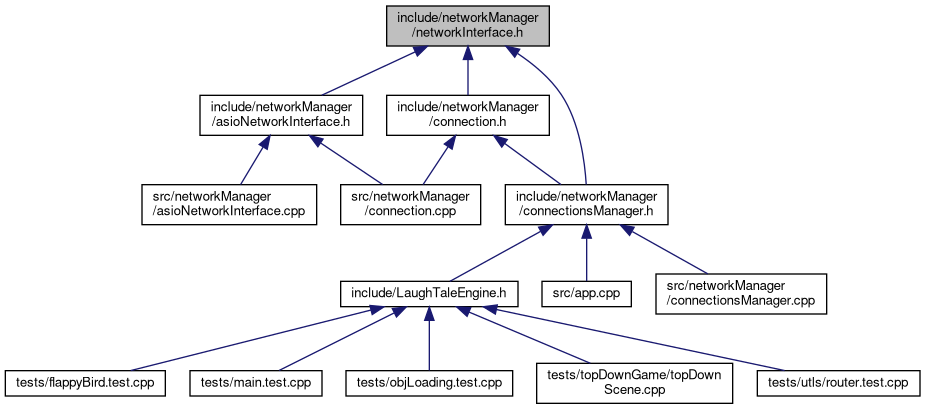 include/networkManager
/networkInterface.h
include/networkManager
/asioNetworkInterface.h
include/networkManager
/connection.h
src/networkManager
/asioNetworkInterface.cpp
src/networkManager
/connection.cpp
include/networkManager
/connectionsManager.h
include/LaughTaleEngine.h
src/app.cpp
src/networkManager
/connectionsManager.cpp
tests/flappyBird.test.cpp
tests/main.test.cpp
tests/objLoading.test.cpp
tests/topDownGame/topDown
Scene.cpp
tests/utls/router.test.cpp